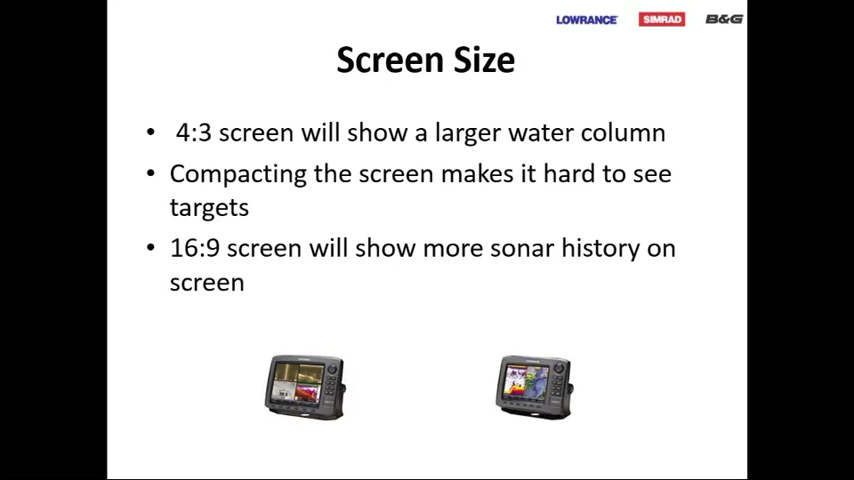 LOWRANCE SIMRAD B&G
Screen Size
• 4:3 screen will show a larger water column
• Compacting the screen makes it hard to see
targets
• 16:9 screen will show more sonar history on
screen